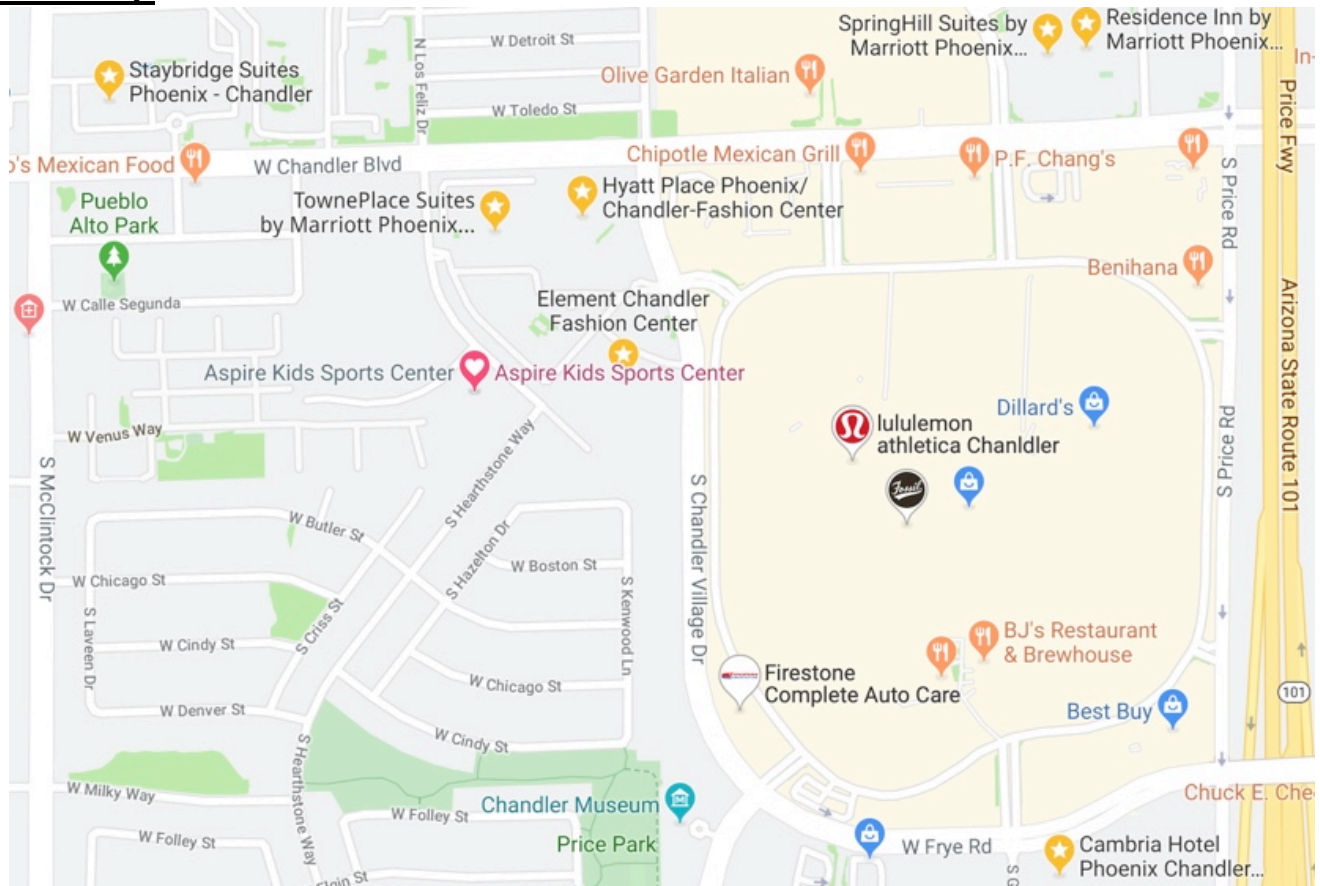 SpringHill Suites by
Marriott Phoenix...
Residence Inn by
Marriott Phoenix...
N Los Feliz Dr
W Detroit St
In-
Staybridge Suites
Phoenix - Chandler
Olive Garden Italian
Price Fwy
W Toledo St
o's Mexican Food
W Chandler Blvd
Chipotle Mexican Grill
P.F. Chang's
S Price Rd
Pueblo
Alto Park
TownePlace Suites
by Marriott Phoenix...
Hyatt Place Phoenix/
Chandler-Fashion Center
Benihana
W Calle Segunda
Element Chandler
Fashion Center
Arizona State Route 101
Aspire Kids Sports Center
Aspire Kids Sports Center
Dillard's
lululemon
athletica Chanldler
W Venus Way
S Price Rd
S McClintock Dr
S Hearthstone Way
S Chandler Village Dr
Fossil
W Butler St
S Hazelton Dr
W Boston St
W Chicago St
S Laveen Dr
S Criss St
S Kenwood Ln
W Cindy St
BJ's Restaurant
& Brewhouse
Firestone
Complete Auto Care
W Chicago St
101
W Denver St
Best Buy
W Cindy St
S Hearthstone Way
W Milky Way
Chandler Museum
Chuck E. Che
W Folley St
W Folley St
Price Park
W Frye Rd
Cambria Hotel
Phoenix Chandler...
Elgin St
S G